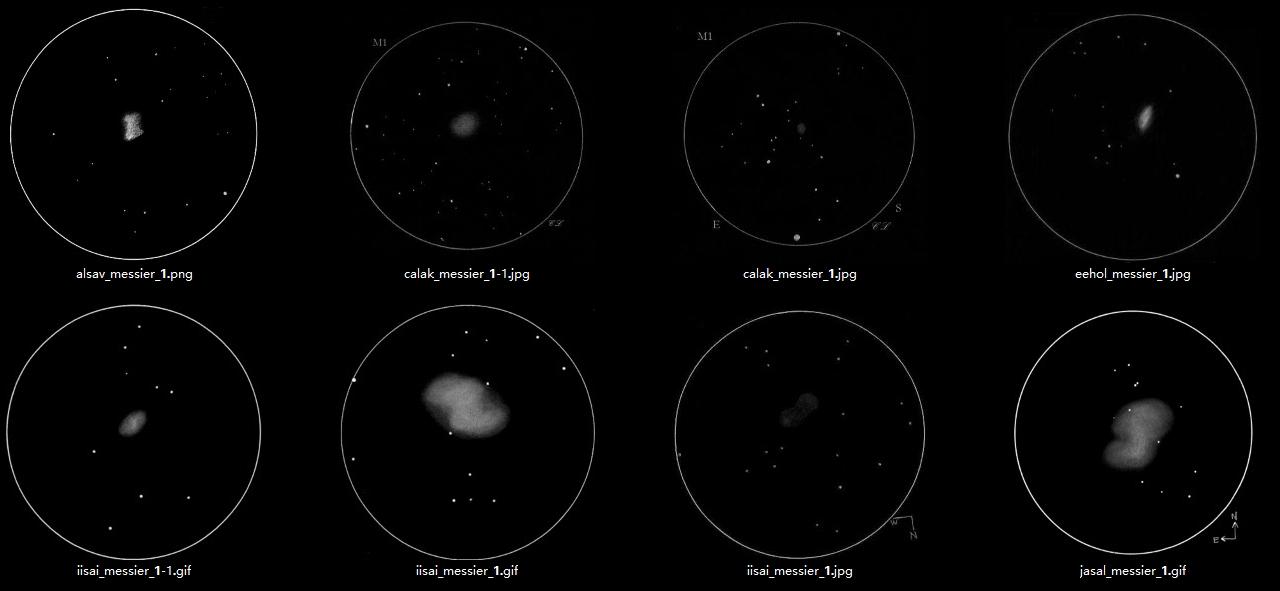 M1
M1
E
S
alsav_messier_1.png
calak_messier_1-1.jpg
calak_messier_1.jpg
eehol_messier_1.jpg
W
N
N
E
iisai_messier_1-1.gif
iisai_messier_1.gif
iisai_messier_1.jpg
jasal_messier_1.gif